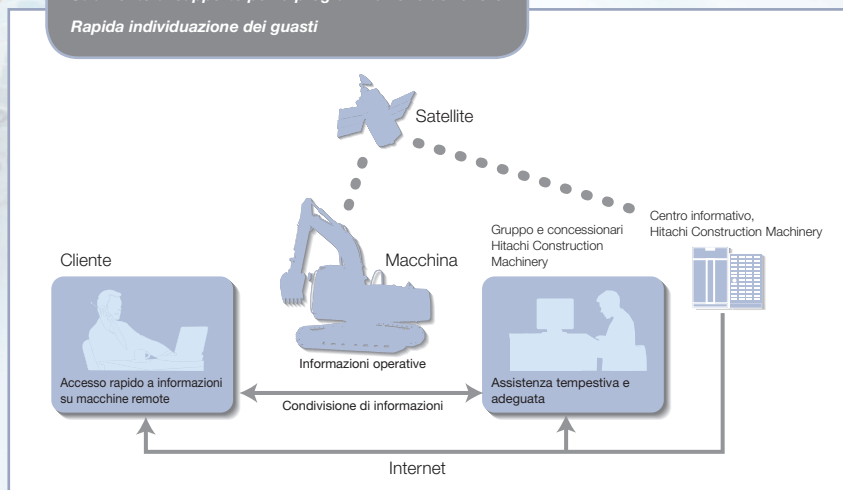 Rapida individuazione dei guasti
Satellite
Centro informativo,
Hitachi Construction Machinery
Gruppo e concessionari
Hitachi Construction
Machinery
Cliente
Macchina
Informazioni operative
Accesso rapido a informazioni
su macchine remote
Condivisione di informazioni
Assistenza tempestiva e
adeguata
Internet